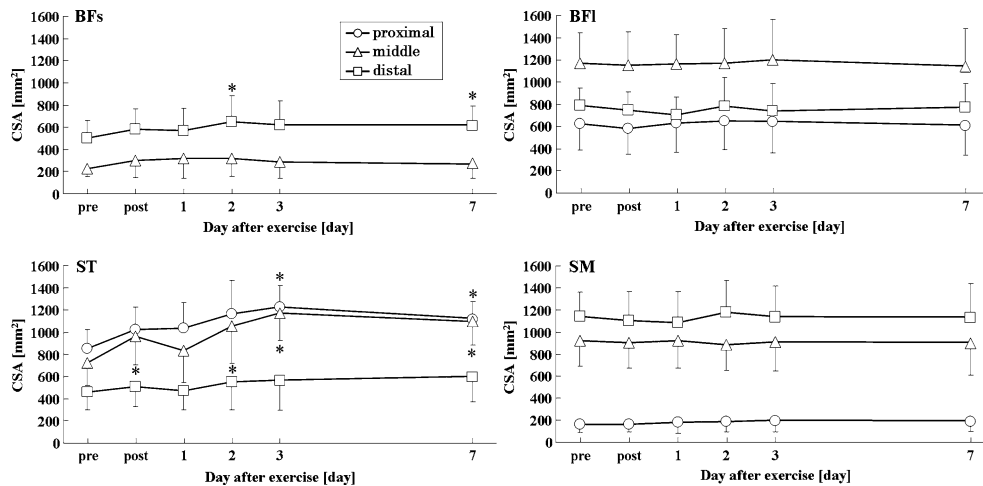 BFs
1600
1400
1200
1000
800
600
400
200
0
CSA [mm²]
proximal
middle
distal
*
*
pre post 1 2 3 7
Day after exercise [day]
BFl
1600
1400
1200
1000
800
600
400
200
0
CSA [mm²]
pre post 1 2 3 7
Day after exercise [day]
ST
1600
1400
1200
1000
800
600
400
200
0
CSA [mm²]
*
*
*
*
*
*
pre post 1 2 3 7
Day after exercise [day]
SM
1600
1400
1200
1000
800
600
400
200
0
CSA [mm²]
pre post 1 2 3 7
Day after exercise [day]